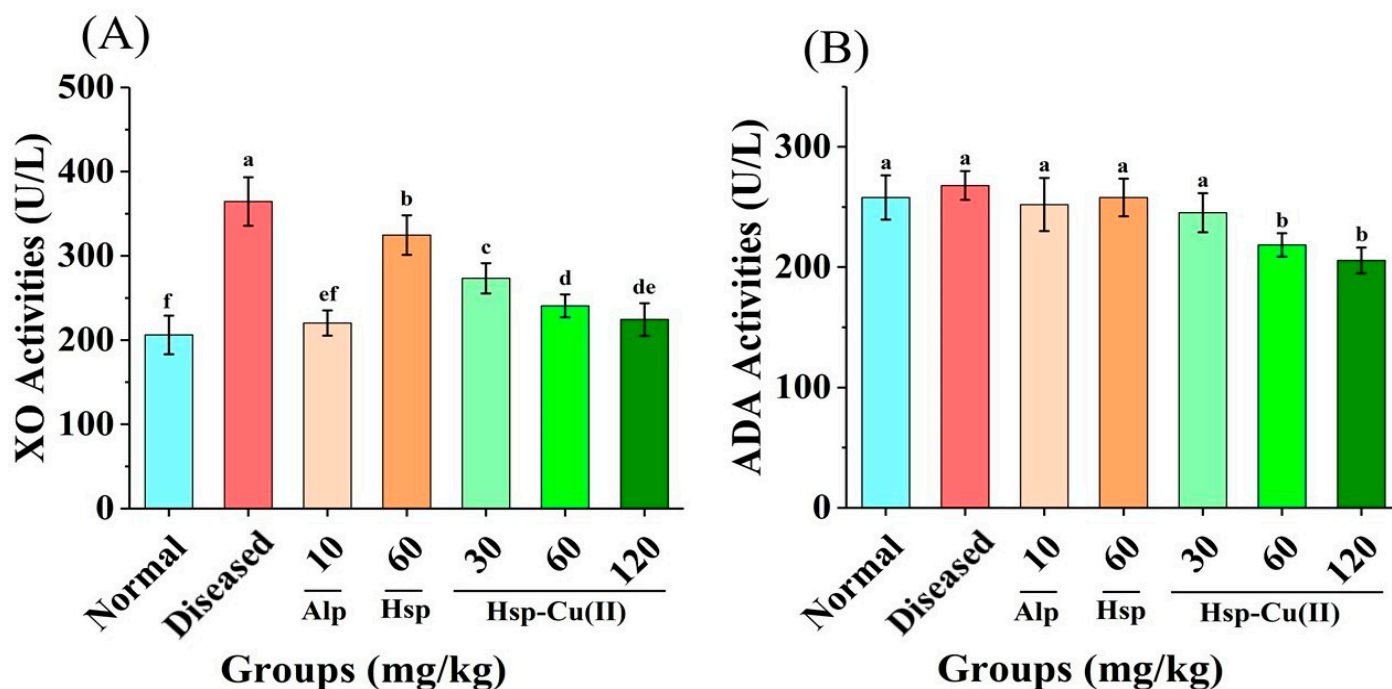 (A)
XO Activities (U/L)
500
400
300
200
100
0
f
a
ef
b
c
d
de
Normal
Diseased
10
60
30
60
120
Alp
Hsp
Hsp-Cu(II)
Groups (mg/kg)
(B)
ADA Activities (U/L)
300
200
100
0
a
a
a
a
a
b
b
Normal
Diseased
10
60
30
60
120
Alp
Hsp
Hsp-Cu(II)
Groups (mg/kg)